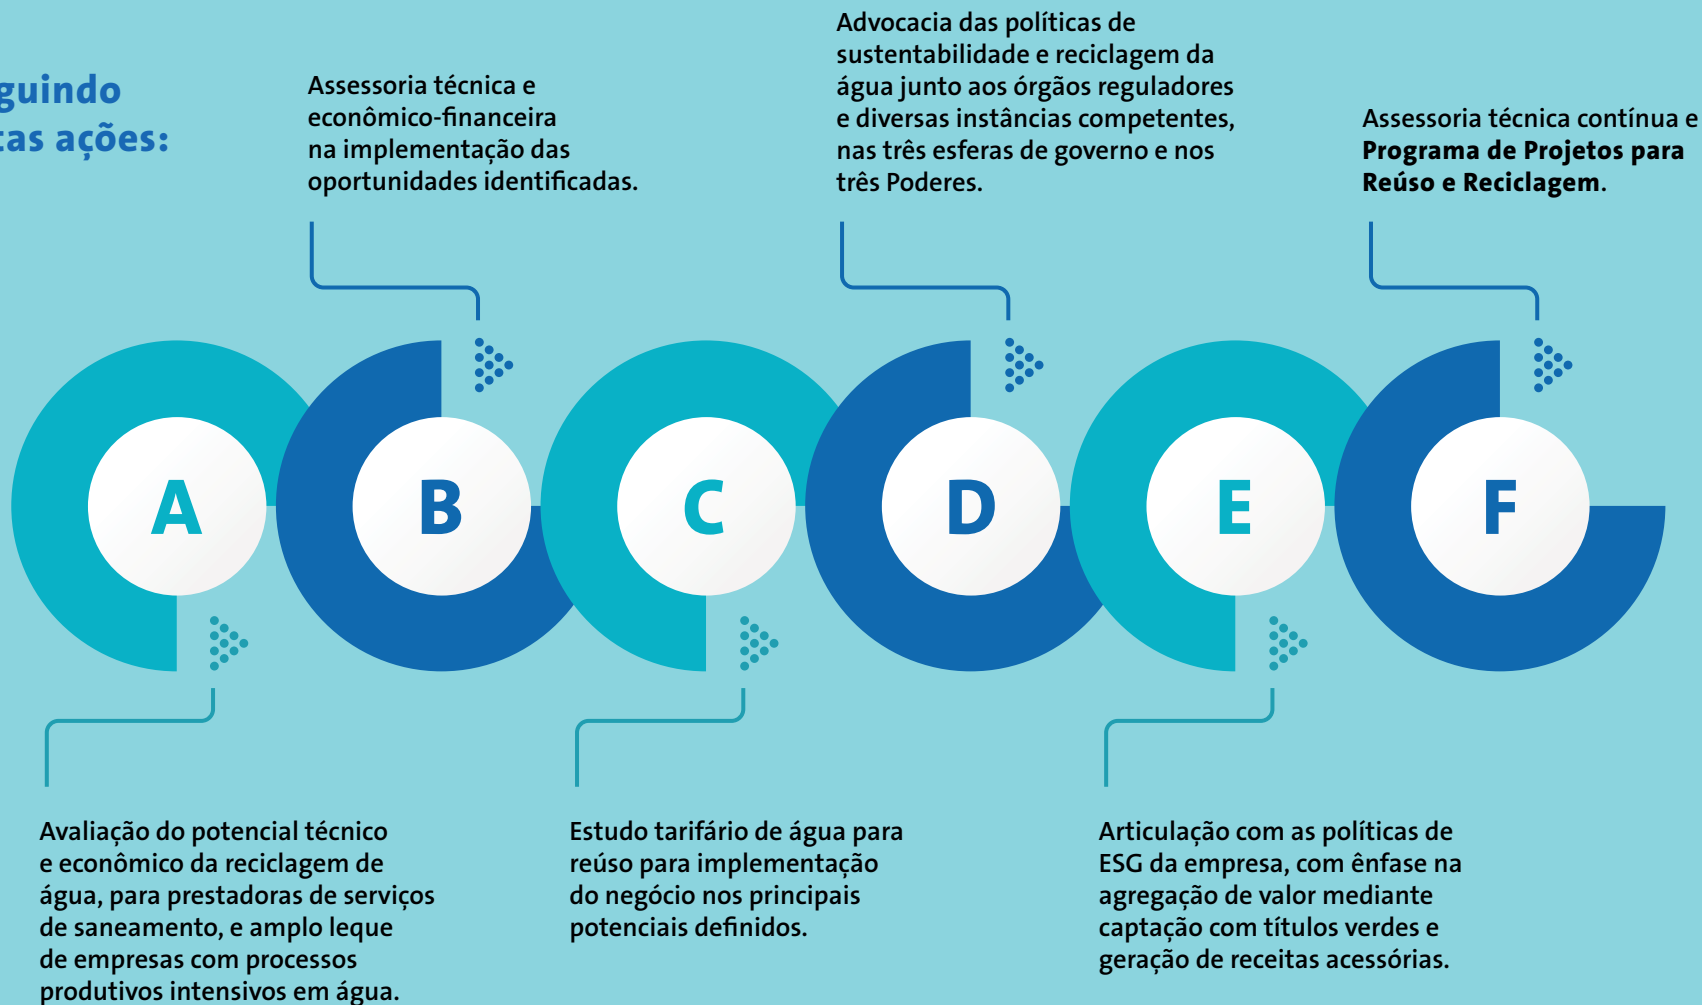 guindo
tas ações:
Assessoria técnica e
econômico-financeira
na implementação das
oportunidades identificadas.
Advocacia das políticas de
sustentabilidade e reciclagem da
água junto aos órgãos reguladores
e diversas instâncias competentes,
nas três esferas de governo e nos
três Poderes.
Assessoria técnica contínua e
Programa de Projetos para
Reúso e Reciclagem.
A
B
C
D
E
F
Avaliação do potencial técnico
e econômico da reciclagem de
água, para prestadoras de serviços
de saneamento, e amplo leque
de empresas com processos
produtivos intensivos em água.
Estudo tarifário de água para
reúso para implementação
do negócio nos principais
potenciais definidos.
Articulação com as políticas de
ESG da empresa, com ênfase na
agregação de valor mediante
captação com títulos verdes e
geração de receitas acessórias.